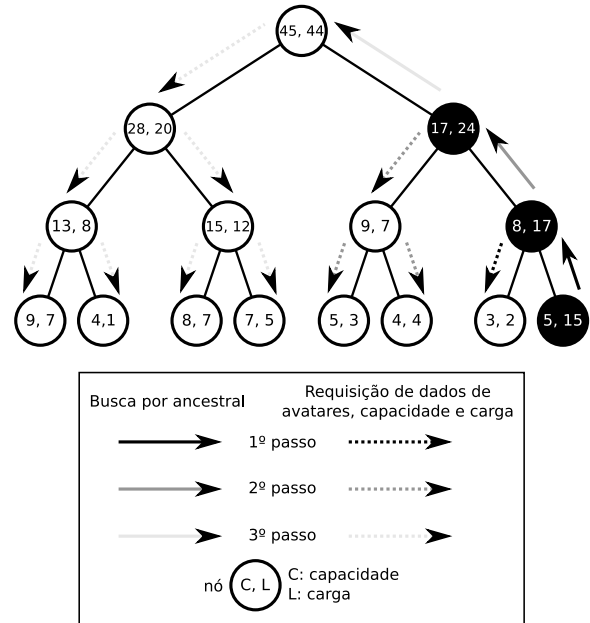 45, 44
28, 20
17, 24
13, 8
15, 12
9, 7
8, 17
9, 7
4,1
8, 7
7, 5
5, 3
4, 4
3, 2
5, 15
Busca por ancestral
Requisição de dados de
avatares, capacidade e carga
1º passo
2º passo
3º passo
nó
C, L
C: capacidade
L: carga